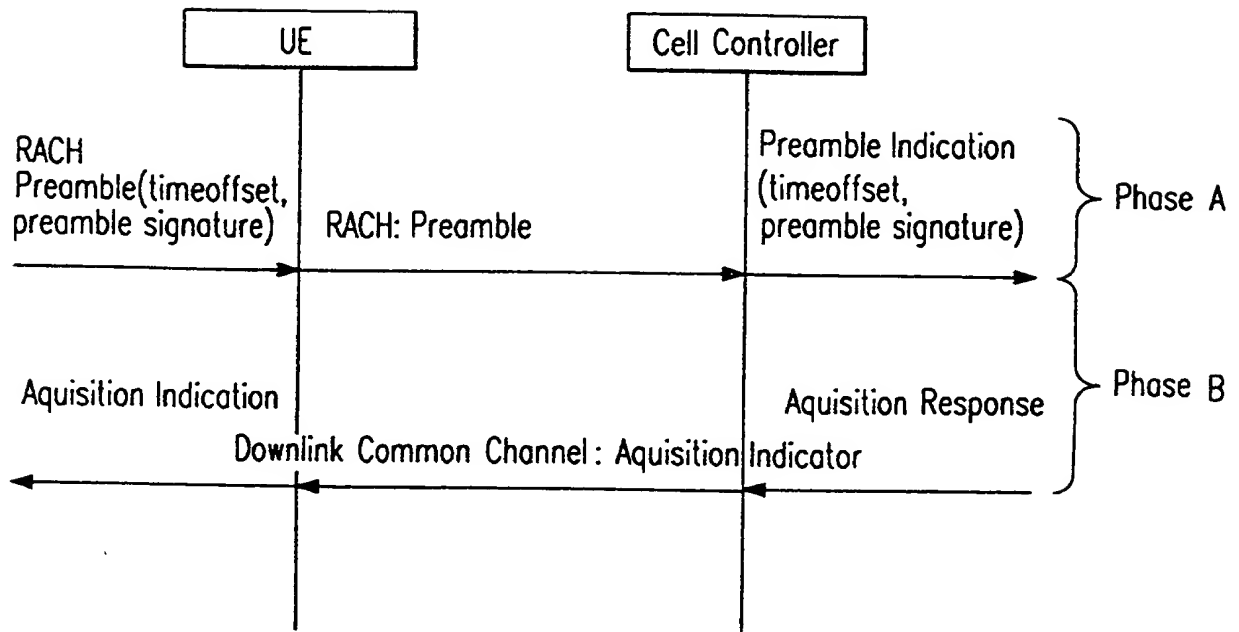 UE
Cell Controller
RACH
Preamble(timeoffset,
preamble signature)
RACH: Preamble
Preamble Indication
(timeoffset,
preamble signature)
Phase A
Aquisition Indication
Aquisition Response
Phase B
Downlink Common Channel: Aquisition Indicator